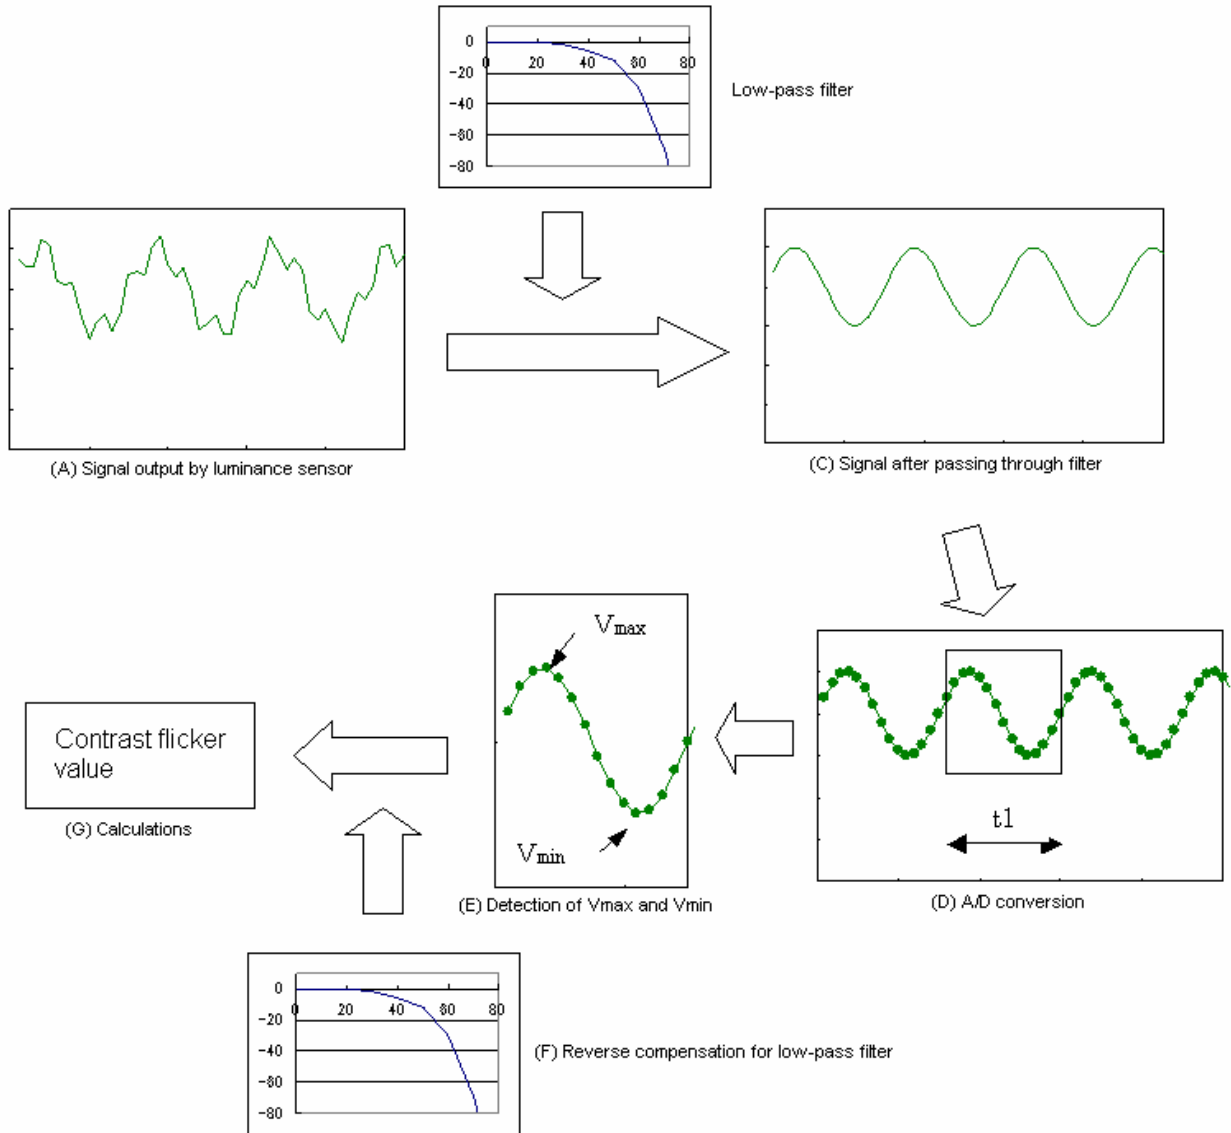 0
0 20 40 60 80
-20
-40
-60
-80
Low-pass filter
(A) Signal output by luminance sensor
(C) Signal after passing through filter
Vmax
Vmin
(E) Detection of Vmax and Vmin
t1
(D) A/D conversion
Contrast flicker
value
(G) Calculations
0
0 20 40 60 80
-20
-40
-60
-80
(F) Reverse compensation for low-pass filter